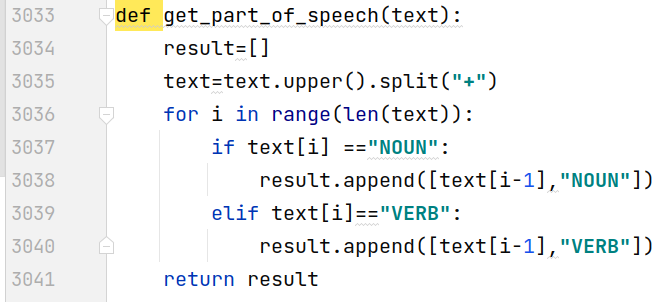 3033 def get_part_of_speech(text):
3034     result=[]
3035     text=text.upper().split("+")
3036     for i in range(len(text)):
3037         if text[i] =="NOUN":
3038             result.append([text[i-1],"NOUN"])
3039         elif text[i]=="VERB":
3040             result.append([text[i-1],"VERB"])
3041     return result